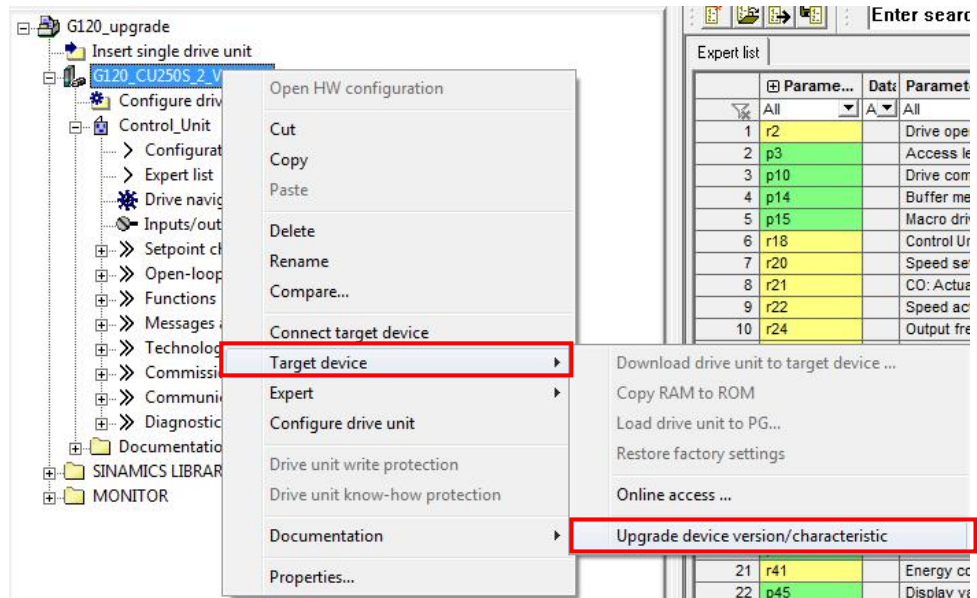 G120_upgrade
Insert single drive unit
G120_CU250S_2_V
Configure driv
Control_Unit
Configurat
Expert list
Drive navig
Inputs/out
Setpoint ch
Open-loop
Functions
Messages a
Technolog
Commissi
Communi
Diagnostic
Documentatio
SINAMICS LIBRAR
MONITOR
Open HW configuration
Cut
Copy
Paste
Delete
Rename
Compare...
Connect target device
Target device
Expert
Configure drive unit
Drive unit write protection
Drive unit know-how protection
Documentation
Properties...
Download drive unit to target device ...
Copy RAM to ROM
Load drive unit to PG...
Restore factory settings
Online access ...
Upgrade device version/characteristic
Enter searc
Expert list
Parame... Data Paramet
All A All
1 r2 Drive oper
2 p3 Access le
3 p10 Drive com
4 p14 Buffer me
5 p15 Macro driv
6 r18 Control Un
7 r20 Speed set
8 r21 CO: Actua
9 r22 Speed act
10 r24 Output fre
21 r41 Energy co
22 p45 Display va